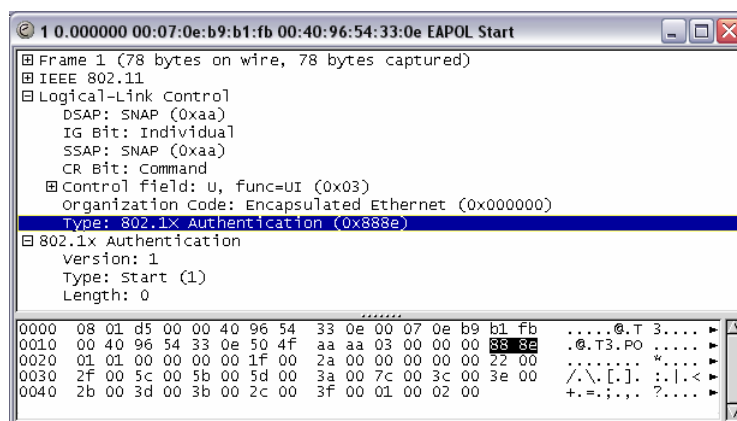 1 0.000000 00:07:0e:b9:b1:fb 00:40:96:54:33:0e EAPOL Start
Frame 1 (78 bytes on wire, 78 bytes captured)
IEEE 802.11
Logical-Link Control
DSAP: SNAP (0xaa)
IG Bit: Individual
SSAP: SNAP (0xaa)
CR Bit: Command
Control field: U, func=UI (0x03)
Organization Code: Encapsulated Ethernet (0x000000)
Type: 802.1X Authentication (0x888e)
802.1x Authentication
Version: 1
Type: Start (1)
Length: 0
0000 08 01 d5 00 00 40 96 54 33 0e 00 07 0e b9 b1 fb .....@.T 3....
0010 00 40 96 54 33 0e 50 4f aa aa 03 00 00 00 88 8e .@.T3.PO ........
0020 01 01 00 00 00 00 1f 00 2a 00 00 00 00 00 22 00 ........ *.....
0030 2f 00 5c 00 5b 00 5d 00 3a 00 7c 00 3c 00 3e 00 /.\.[.]. :.|.<
0040 2b 00 3d 00 3b 00 2c 00 3f 00 01 00 02 00 +.=.;.,. ?....